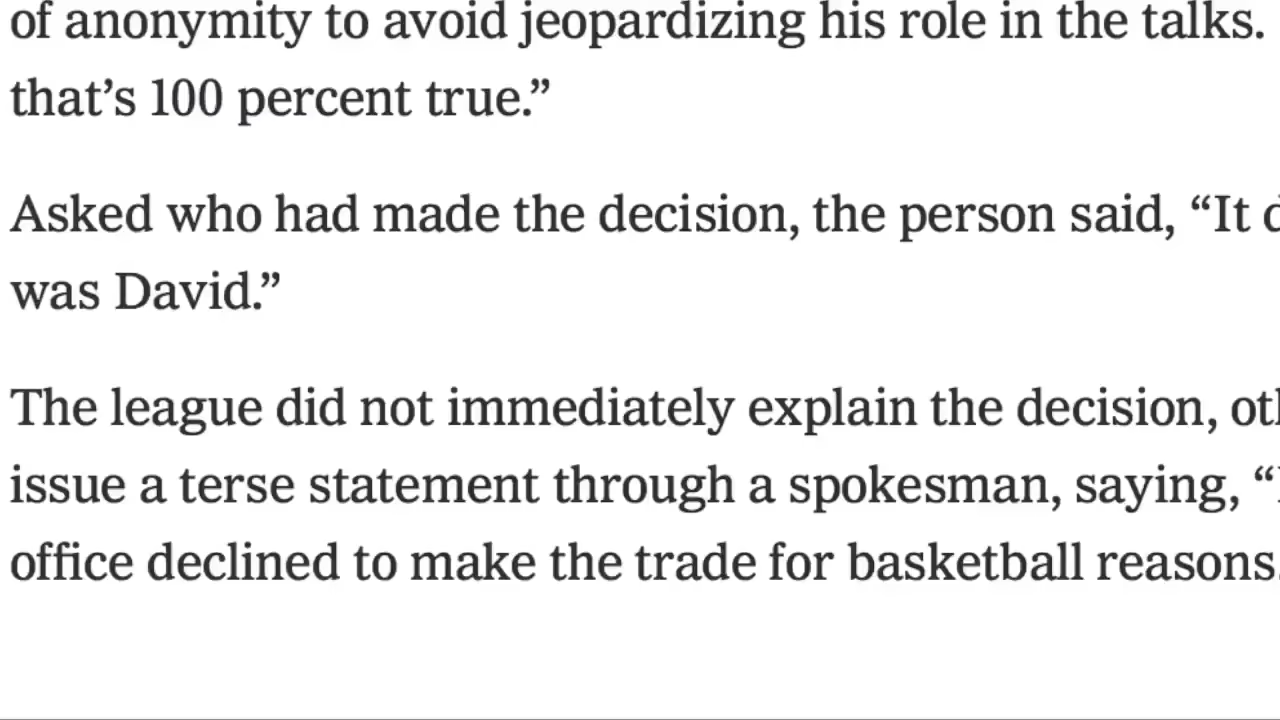 of anonymity to avoid jeopardizing his role in the talks.
that’s 100 percent true.”
Asked who had made the decision, the person said, “It
was David.”
The league did not immediately explain the decision,
issue a terse statement through a spokesman, saying,
office declined to make the trade for basketball reasons.